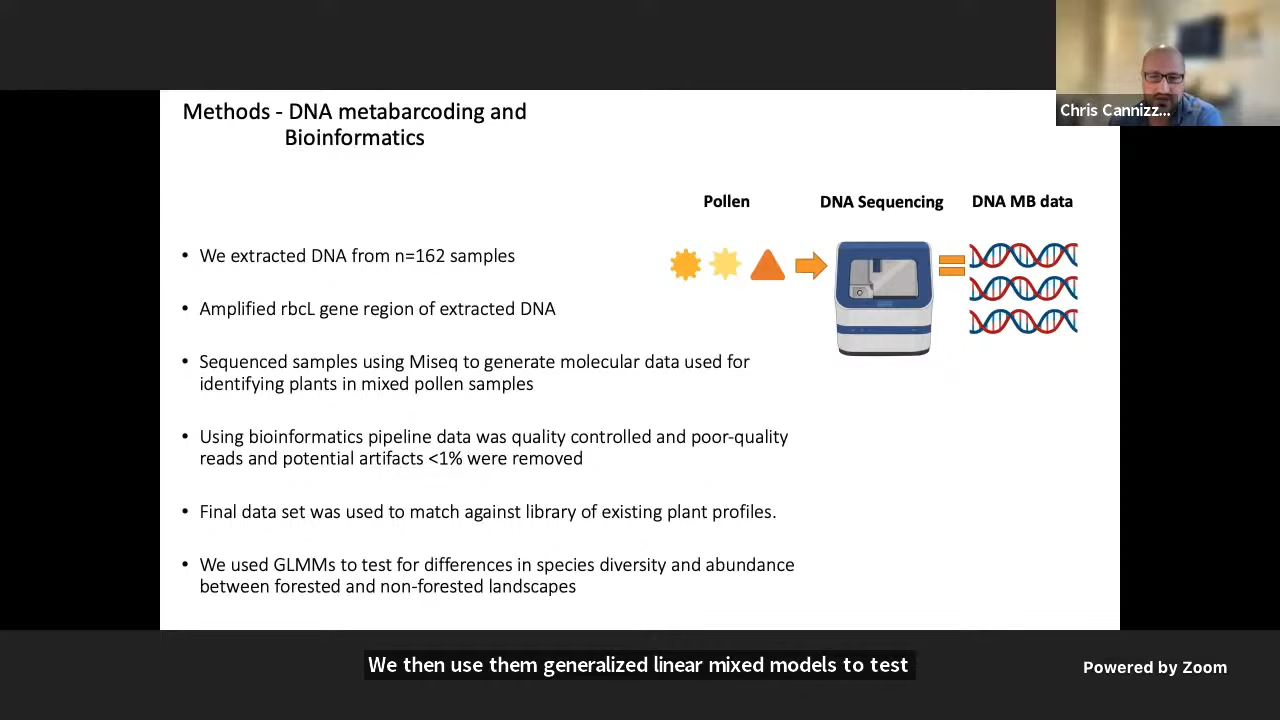 Methods - DNA metabarcoding and
Bioinformatics
Chris Cannizz...
Pollen
DNA Sequencing
DNA MB data
• We extracted DNA from n=162 samples
• Amplified rbcL gene region of extracted DNA
• Sequenced samples using Miseq to generate molecular data used for
identifying plants in mixed pollen samples
• Using bioinformatics pipeline data was quality controlled and poor-quality
reads and potential artifacts <1% were removed
• Final data set was used to match against library of existing plant profiles.
• We used GLMMs to test for differences in species diversity and abundance
between forested and non-forested landscapes
We then use them generalized linear mixed models to test
Powered by Zoom